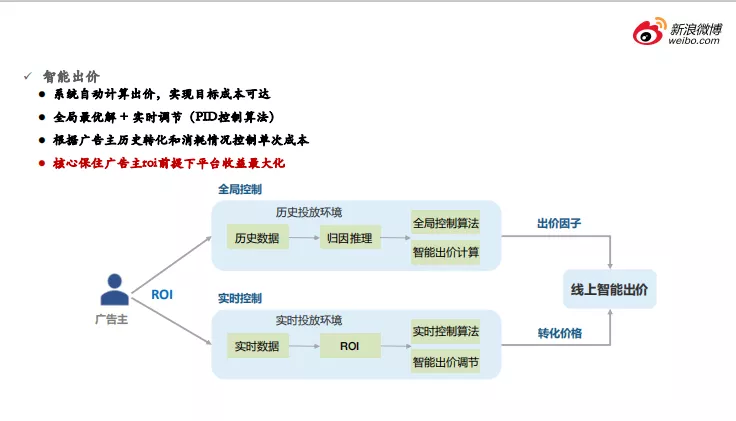 新浪微博
weibo.com
✓ 智能出价
● 系统自动计算出价，实现目标成本可达
● 全局最优解 + 实时调节（PID控制算法）
● 根据广告主历史转化和消耗情况控制单次成本
● 核心保住广告主roi前提下平台收益最大化
全局控制
历史投放环境
历史数据
归因推理
全局控制算法
智能出价计算
出价因子
广告主
ROI
线上智能出价
实时控制
实时投放环境
实时数据
ROI
实时控制算法
智能出价调节
转化价格